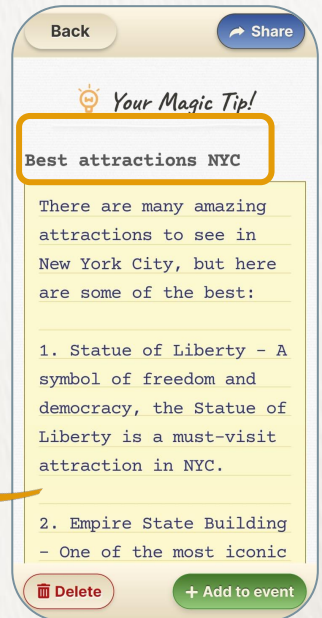 Back
Share
Your Magic Tip!
Best attractions NYC
There are many amazing
attractions to see in
New York City, but here
are some of the best:
1. Statue of Liberty - A
symbol of freedom and
democracy, the Statue of
Liberty is a must-visit
attraction in NYC.
2. Empire State Building
- One of the most iconic
Delete
+ Add to event